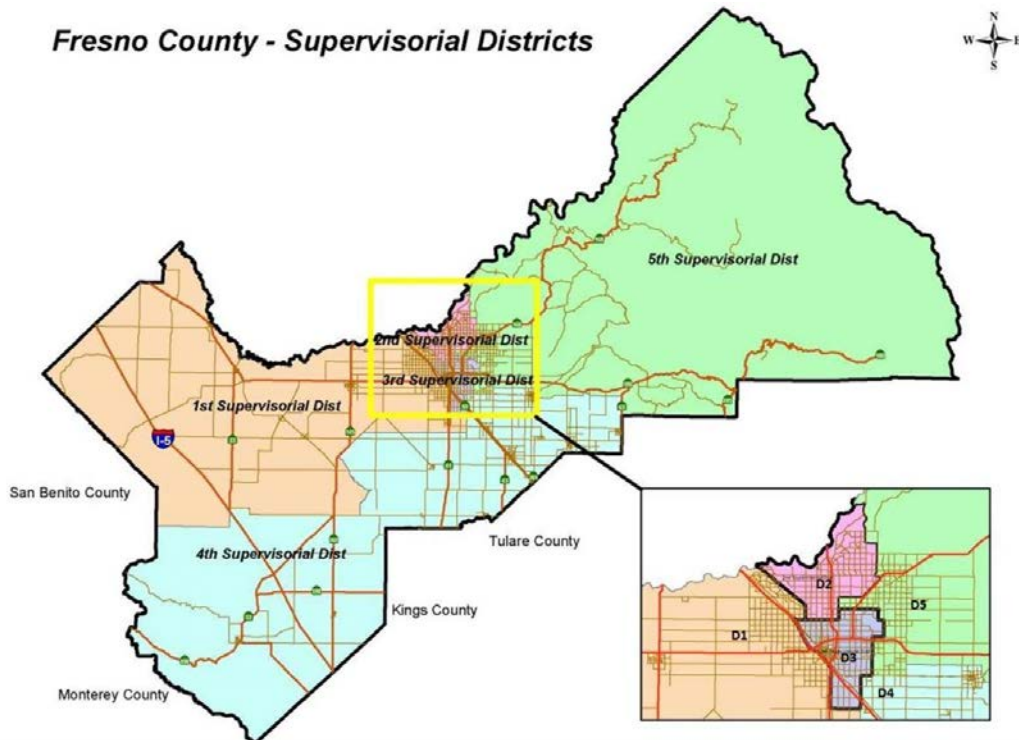 Fresno County - Supervisorial Districts
N
W E
S
5th Supervisorial Dist
2nd Supervisorial Dist
3rd Supervisorial Dist
1st Supervisorial Dist
I-5
San Benito County
Tulare County
4th Supervisorial Dist
Kings County
Monterey County
D2
D5
D1
D3
D4